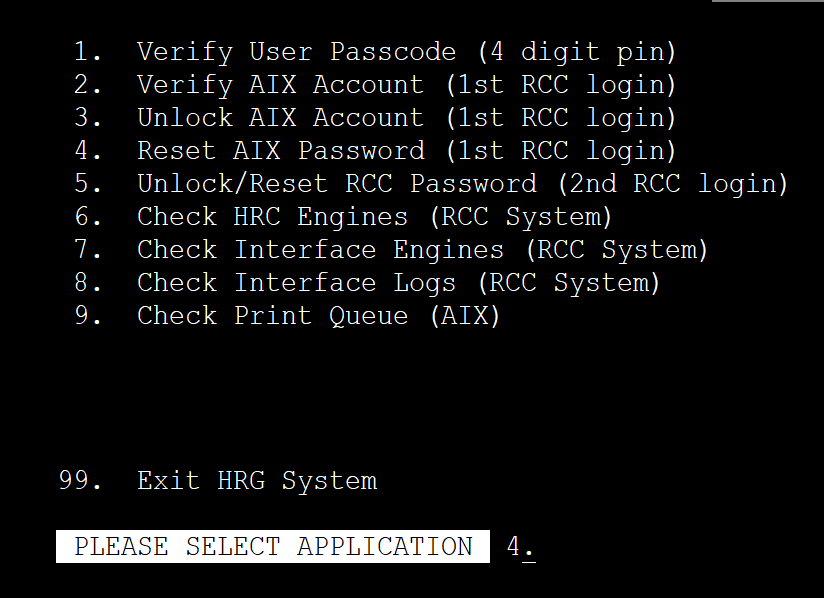 1. Verify User Passcode (4 digit pin)
2. Verify AIX Account (1st RCC login)
3. Unlock AIX Account (1st RCC login)
4. Reset AIX Password (1st RCC login)
5. Unlock/Reset RCC Password (2nd RCC login)
6. Check HRC Engines (RCC System)
7. Check Interface Engines (RCC System)
8. Check Interface Logs (RCC System)
9. Check Print Queue (AIX)
99. Exit HRG System
PLEASE SELECT APPLICATION 4.